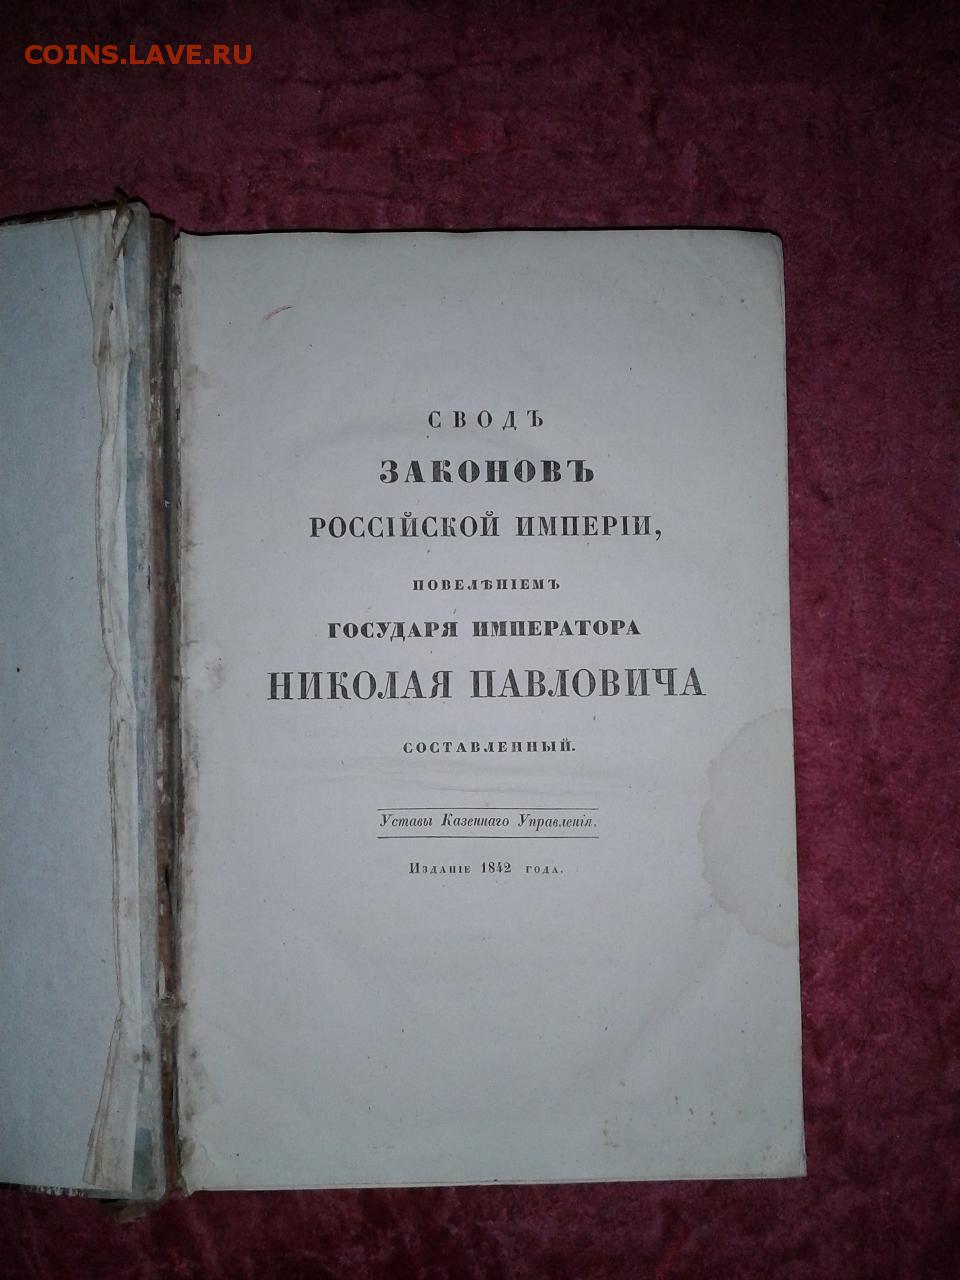 COINS.LAVE.RU
СВОДЪ
ЗАКОНОВЪ
РОССІЙСКОЙ ИМПЕРІИ,
ПОВЕЛѢНІЕМЪ
ГОСУДАРЯ ИМПЕРАТОРА
НИКОЛАЯ ПАВЛОВИЧА
СОСТАВЛЕННЫЙ.
Уставы Казеннаго Управленія.
Изданіе 1842 года.